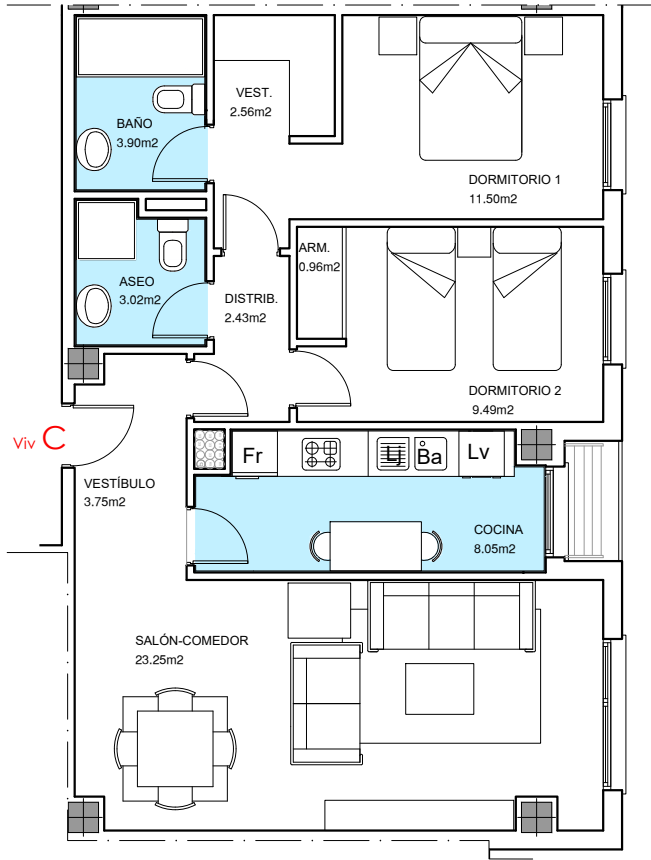 VEST.
2.56m2
BAÑO
3.90m2
DORMITORIO 1
11.50m2
ARM.
0.96m2
ASEO
3.02m2
DISTRIB.
2.43m2
DORMITORIO 2
9.49m2
Viv C
Fr
Lj
Ba
Lv
VESTÍBULO
3.75m2
COCINA
8.05m2
SALÓN-COMEDOR
23.25m2